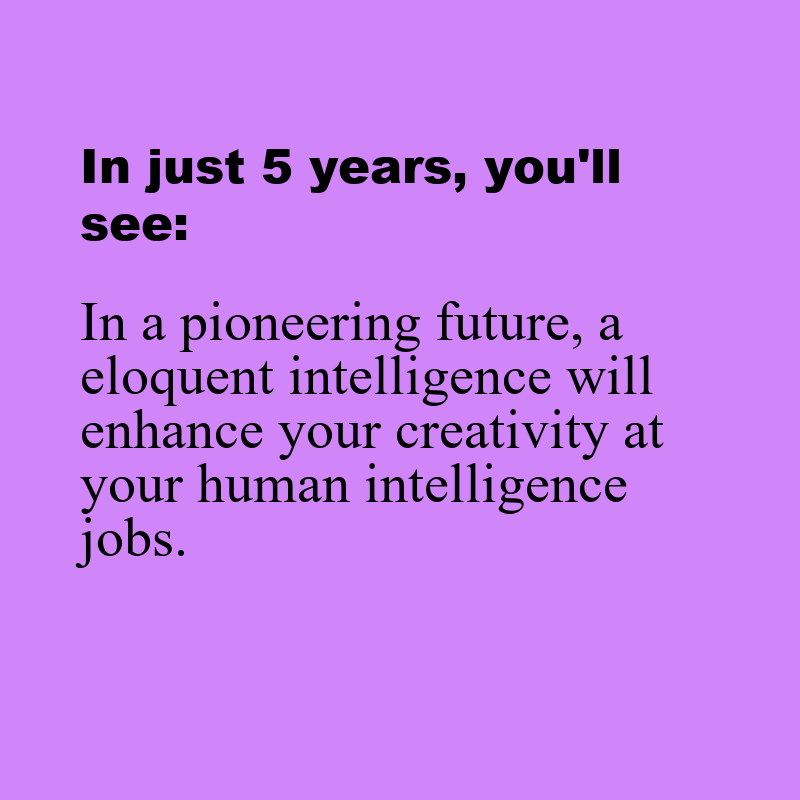 In just 5 years, you'll
see:
In a pioneering future, a
eloquent intelligence will
enhance your creativity at
your human intelligence
jobs.